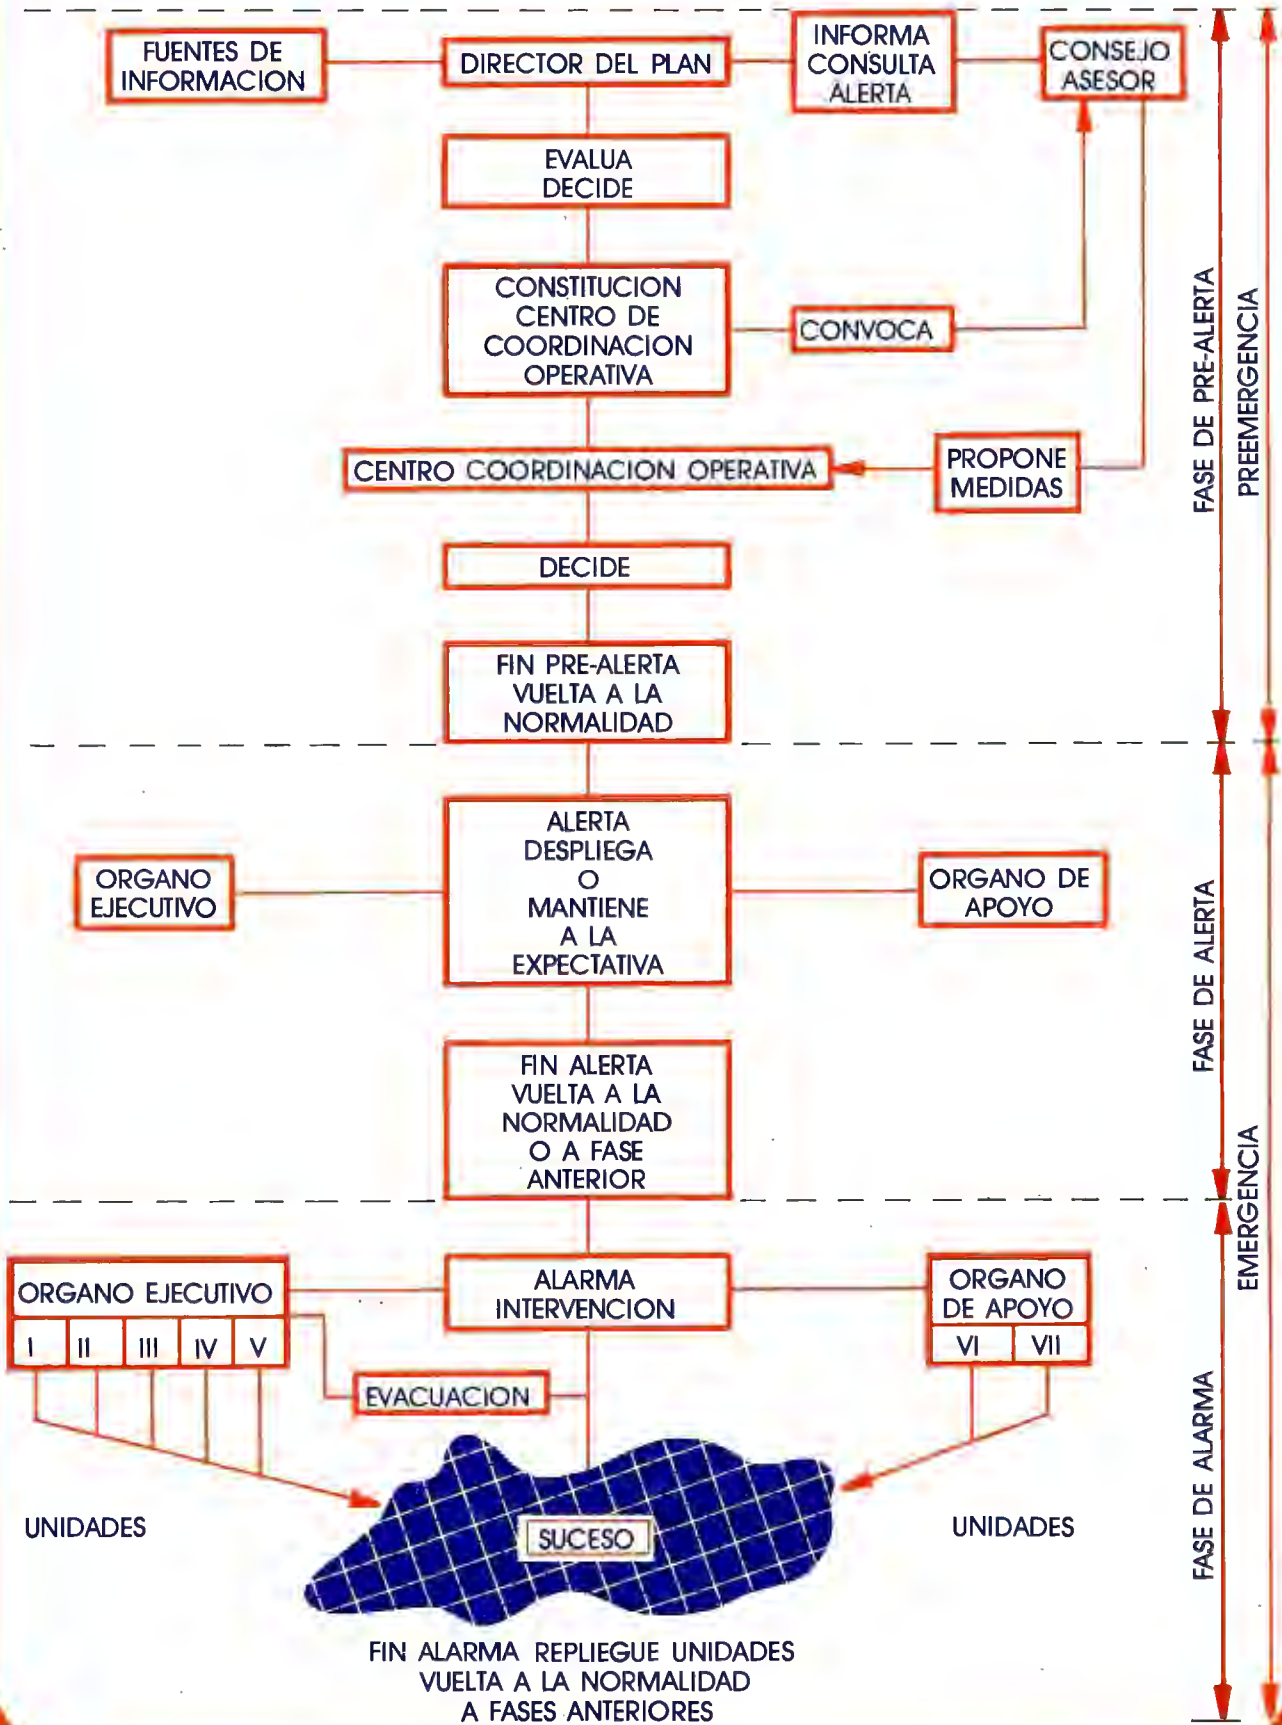 FUENTES DE
INFORMACION
DIRECTOR DEL PLAN
INFORMA
CONSULTA
ALERTA
CONSEJO
ASESOR
EVALUA
DECIDE
CONSTITUCION
CENTRO DE
COORDINACION
OPERATIVA
CONVOCA
CENTRO COORDINACION OPERATIVA
PROPONE
MEDIDAS
DECIDE
FIN PRE-ALERTA
VUELTA A LA
NORMALIDAD
FASE DE PRE-ALERTA
PREEMERGENCIA
ORGANO
EJECUTIVO
ALERTA
DESPLIEGA
O
MANTIENE
A LA
EXPECTATIVA
ORGANO DE
APOYO
FIN ALERTA
VUELTA A LA
NORMALIDAD
O A FASE
ANTERIOR
FASE DE ALERTA
EMERGENCIA
ORGANO EJECUTIVO
I II III IV V
ALARMA
INTERVENCION
ORGANO
DE APOYO
VI VII
EVACUACION
UNIDADES
SUCESO
UNIDADES
FASE DE ALARMA
FIN ALARMA REPLIEGUE UNIDADES
VUELTA A LA NORMALIDAD
A FASES ANTERIORES